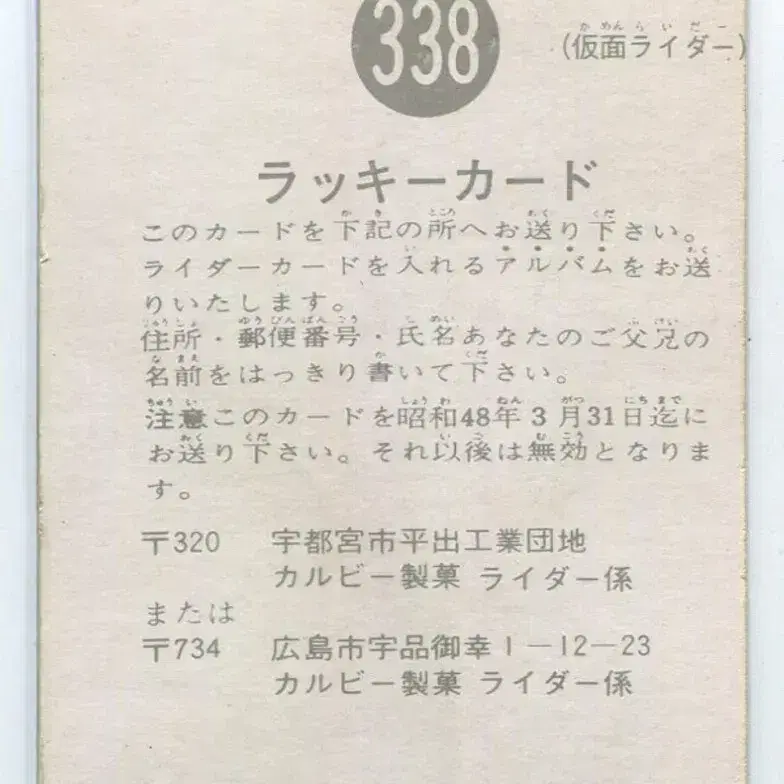 338
(仮面ライダー)
ラッキーカード
このカードを下記の所へお送り下さい。
ライダーカードを入れるアルバムをお送
りいたします。
住所・郵便番号・氏名あなたのご父兄の
名前をはっきり書いて下さい。
注意このカードを昭和48年3月31日迄に
お送り下さい。それ以後は無効となりま
す。
〒320 宇都宮市平出工業団地
カルビー製菓 ライダー係
または
〒734 広島市宇品御幸1-12-23
カルビー製菓 ライダー係